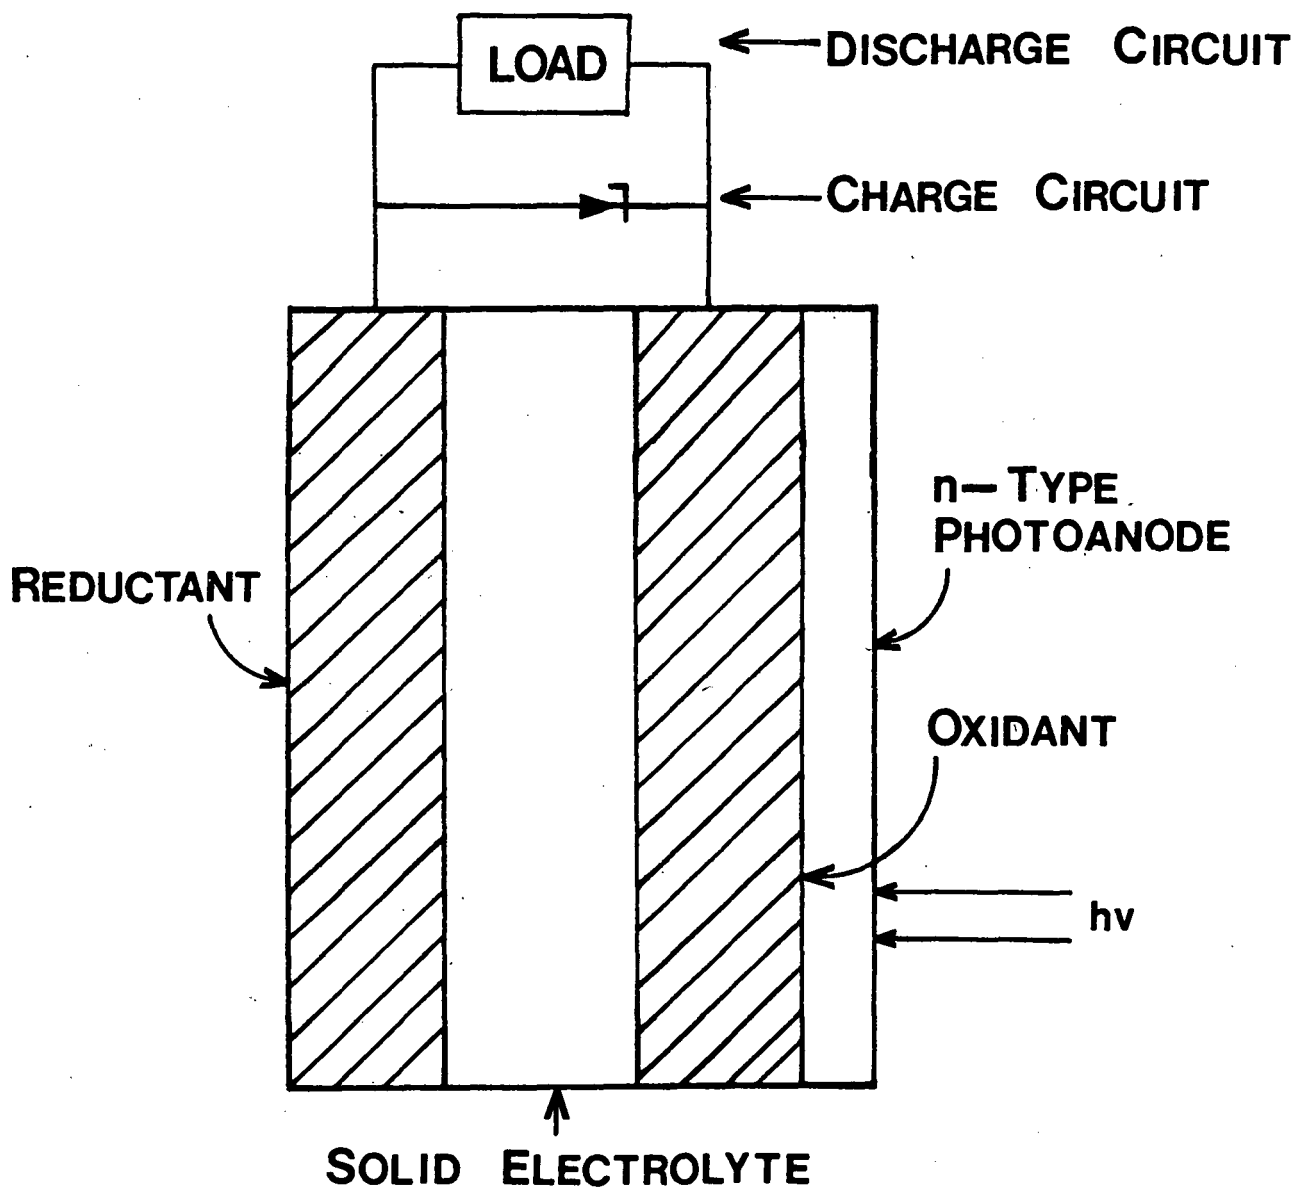 LOAD
DISCHARGE CIRCUIT
CHARGE CIRCUIT
n-TYPE
PHOTOANODE
REDUCTANT
OXIDANT
hv
SOLID ELECTROLYTE